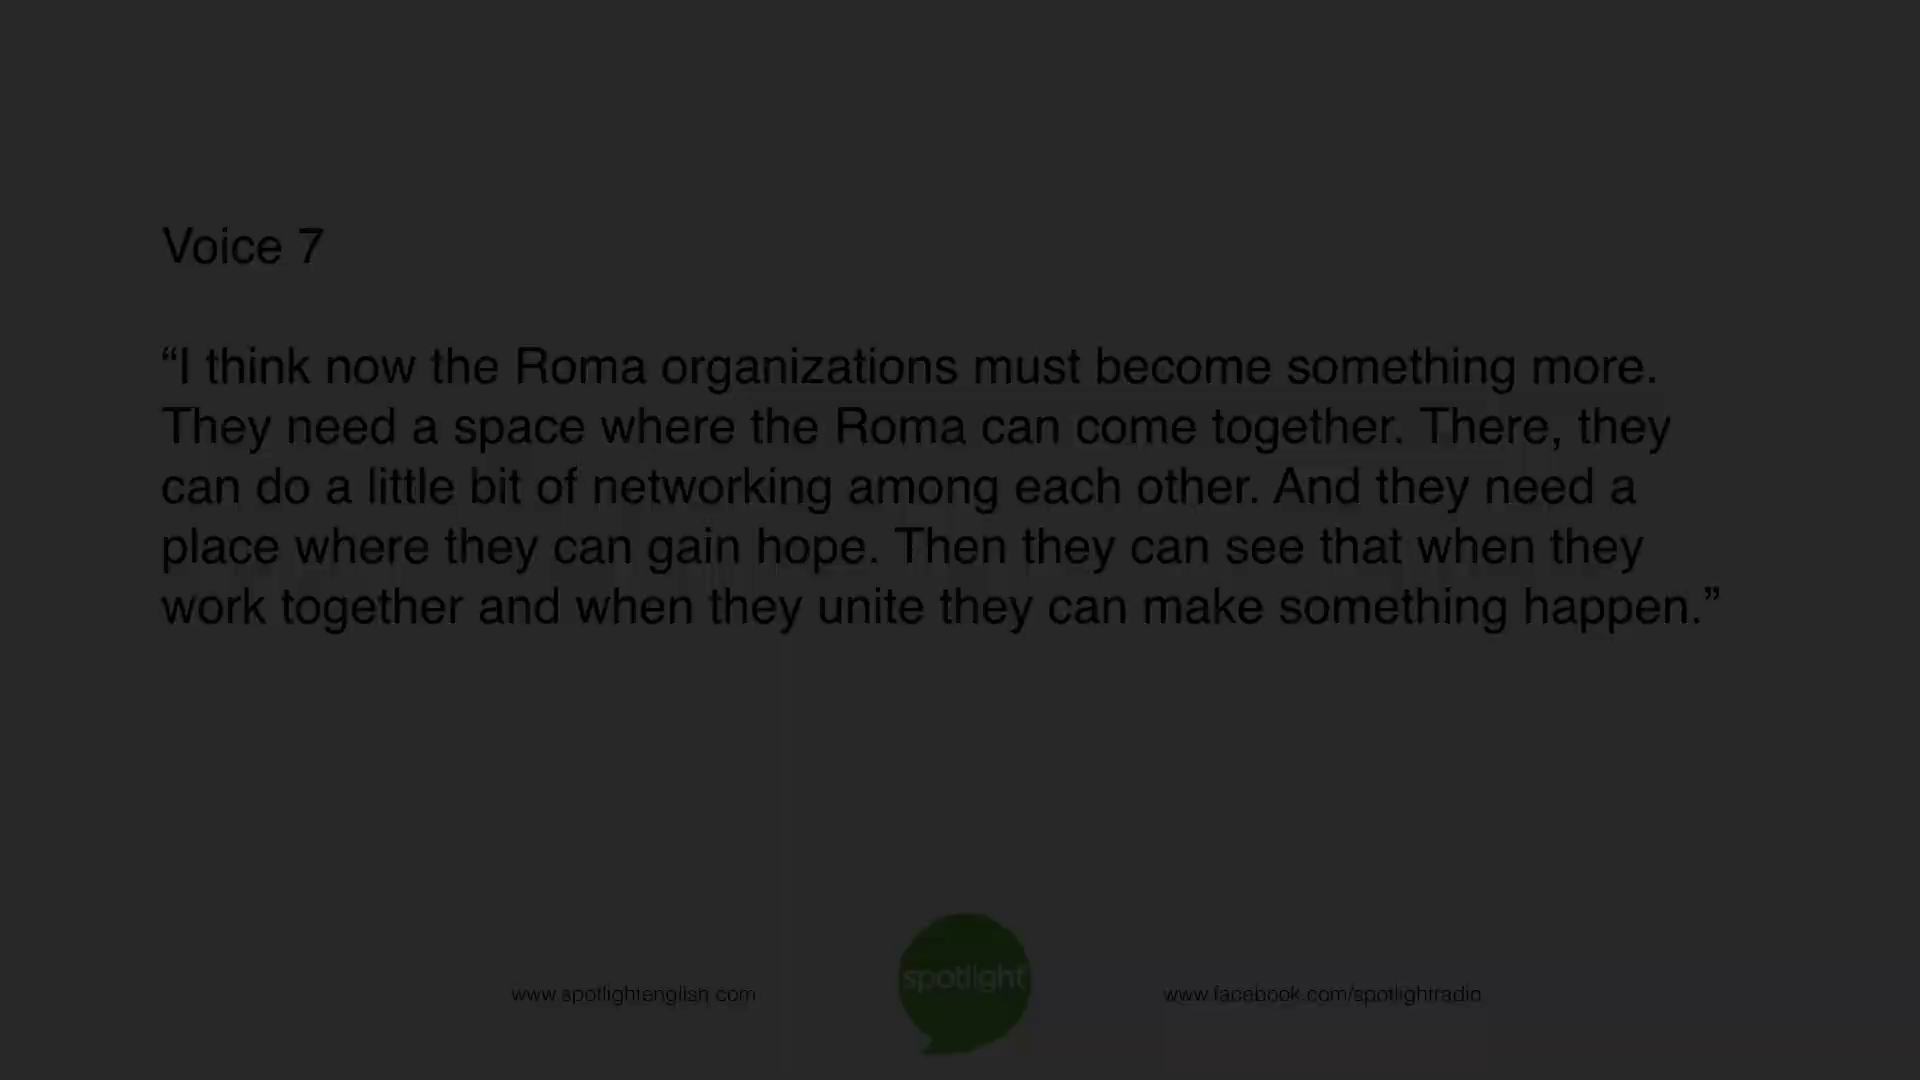 Voice 7
“I think now the Roma organizations must become something more.
They need a space where the Roma can come together. There, they
can do a little bit of networking among each other. And they need a
place where they can gain hope. Then they can see that when they
work together and when they unite they can make something happen.”
www.spotlightenglish.com
spotlight
www.facebook.com/spotlightradio